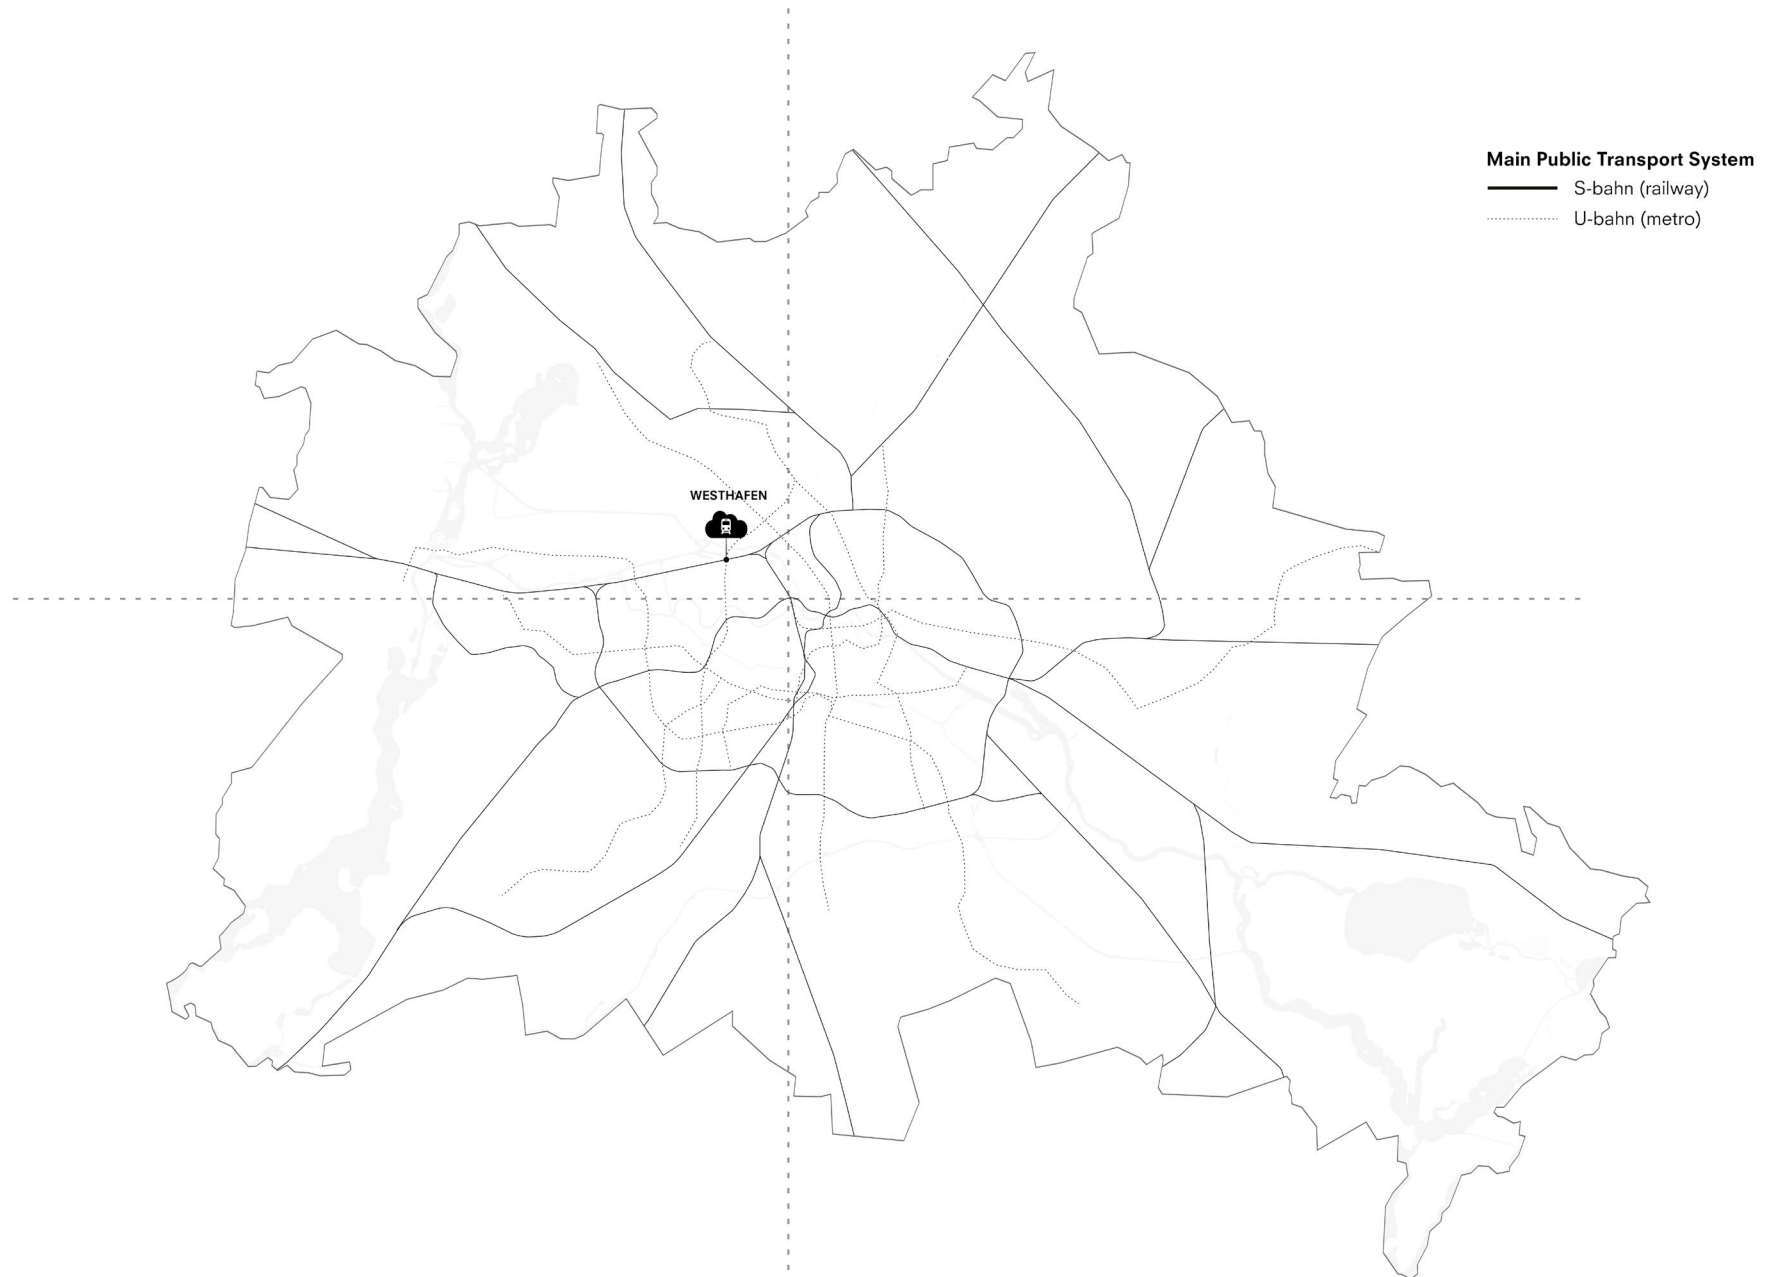 Main Public Transport System
S-bahn (railway)
U-bahn (metro)
WESTHAFEN